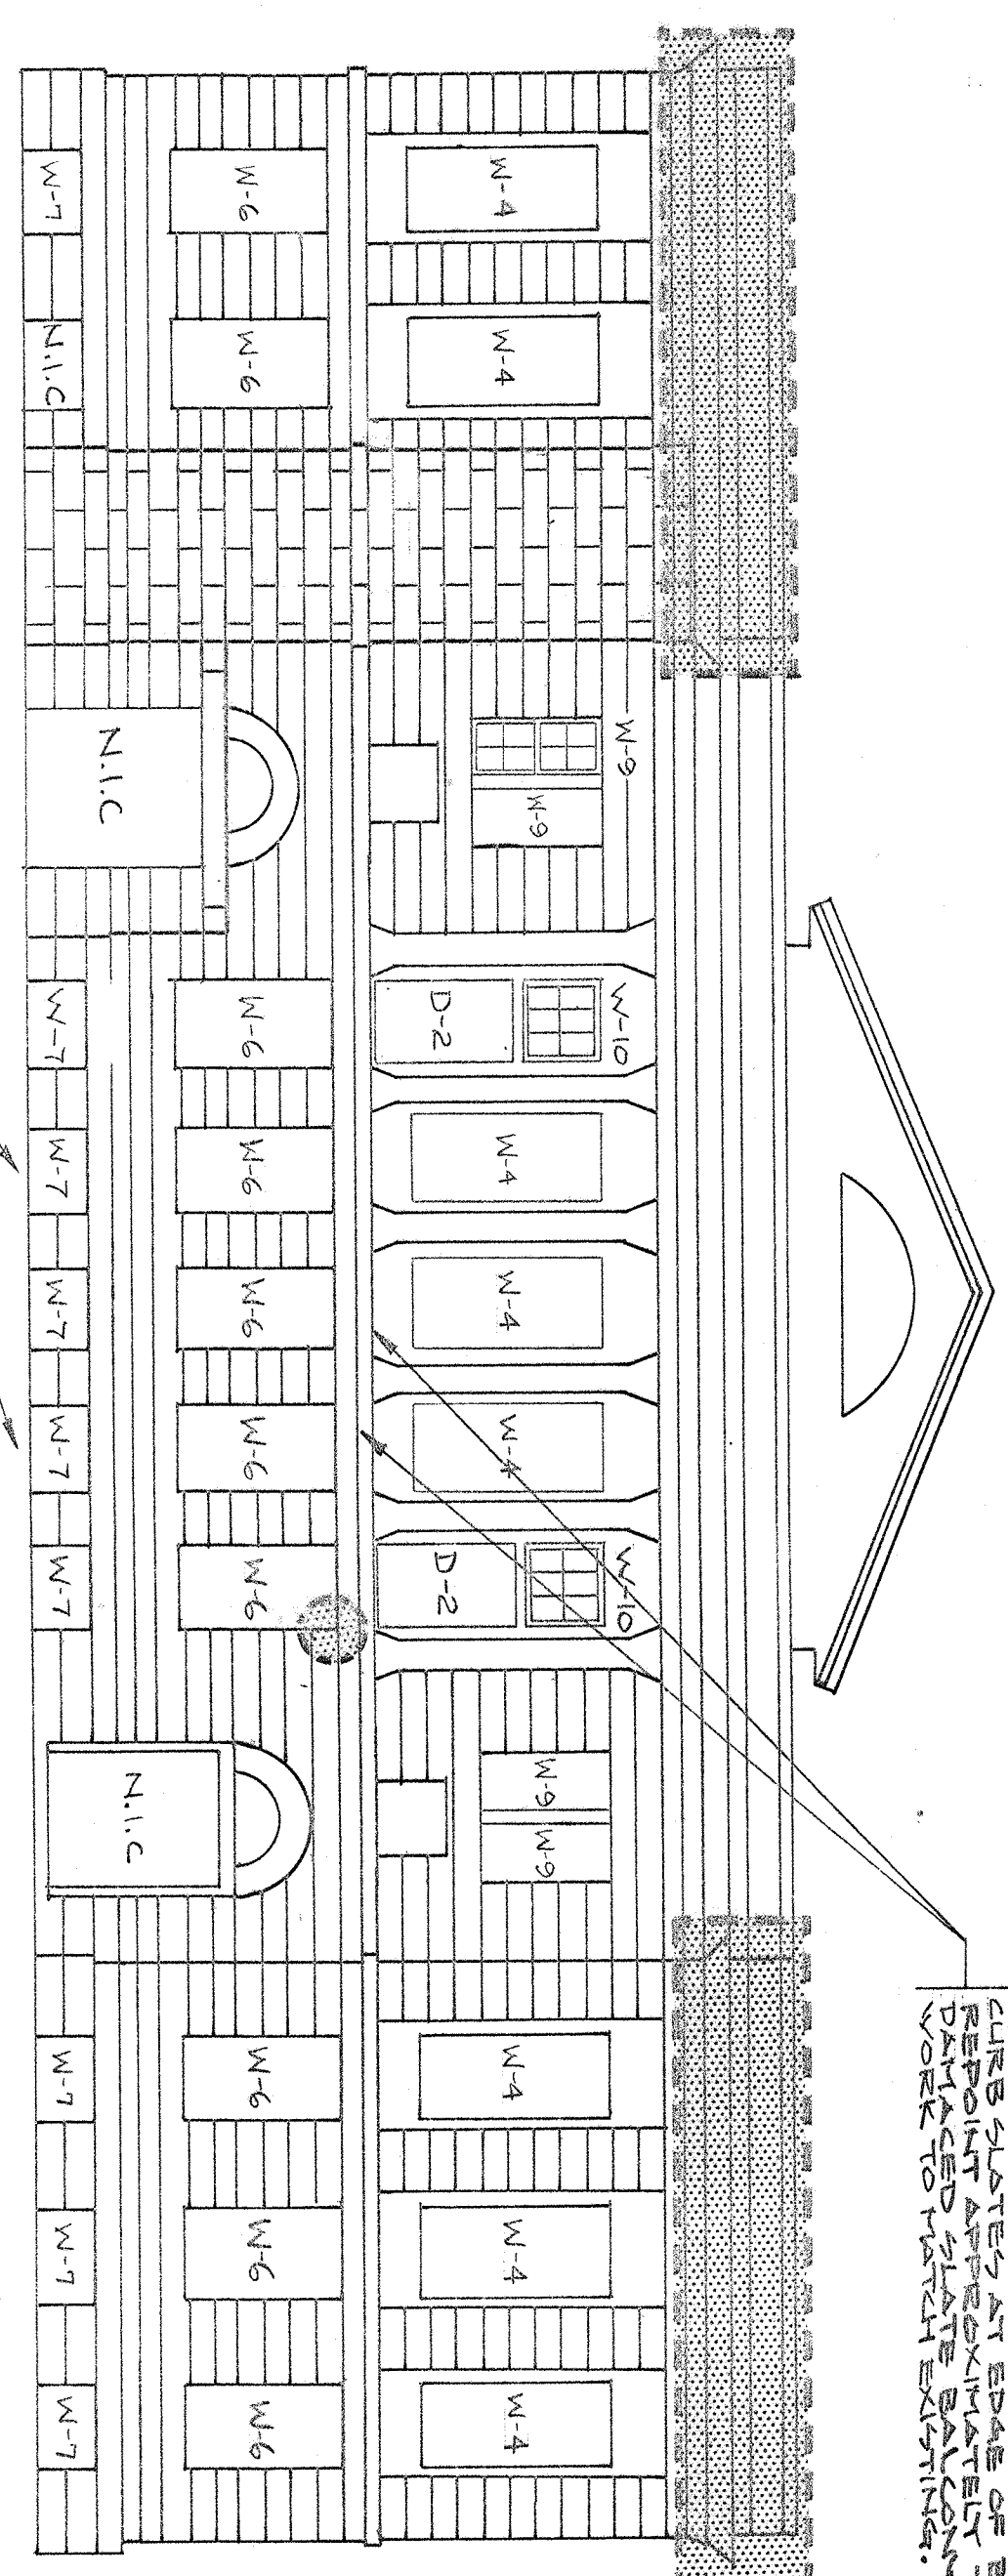 CURB SLATES AT EDGE OF
REPOINT APPROXIMATELY
DAMAGED SLATE
WORK TO MATCH EXISTING.
W-9 W-10 W-10
W-4 W-4 W-9 W-4 W-4 W-4 W-9 W-9 W-4 W-4 W-4
D-2 D-2
W-6 W-6 W-6 W-6 W-6 W-6 W-6 W-6 W-6 W-6
N.I.C N.I.C
W-7 N.I.C W-7 W-7 W-7 W-7 W-7 W-7 W-7 W-7